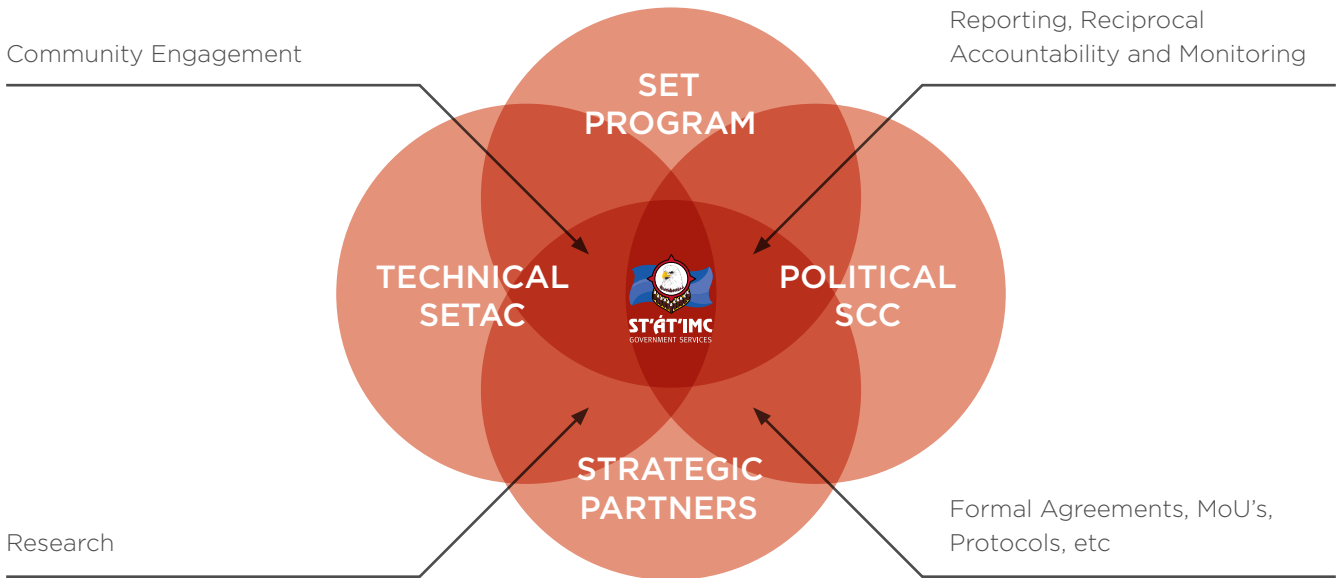 Community Engagement
Reporting, Reciprocal
Accountability and Monitoring
SET
PROGRAM
TECHNICAL
SETAC
ST'ÁT'IMC
GOVERNMENT SERVICES
POLITICAL
SCC
STRATEGIC
PARTNERS
Research
Formal Agreements, MoU's,
Protocols, etc